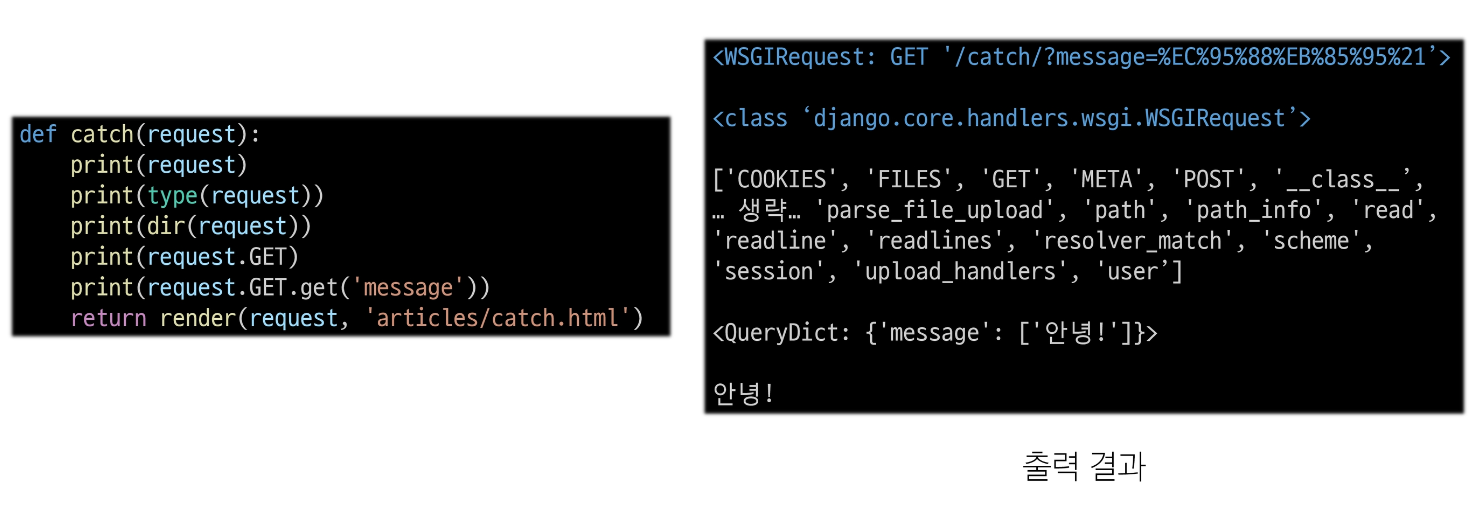 def catch(request):
    print(request)
    print(type(request))
    print(dir(request))
    print(request.GET)
    print(request.GET.get('message'))
    return render(request, 'articles/catch.html')
<WSGIRequest: GET '/catch/?message=%EC%95%88%EB%85%95%21’>
<class ‘django.core.handlers.wsgi.WSGIRequest’>
['COOKIES', 'FILES', 'GET', 'META', 'POST', '__class__’,
… 생략… 'parse_file_upload', 'path', 'path_info', 'read',
'readline', 'readlines', 'resolver_match', 'scheme',
'session', 'upload_handlers', 'user’]
<QueryDict: {'message': ['안녕!']}>
안녕!
출력 결과